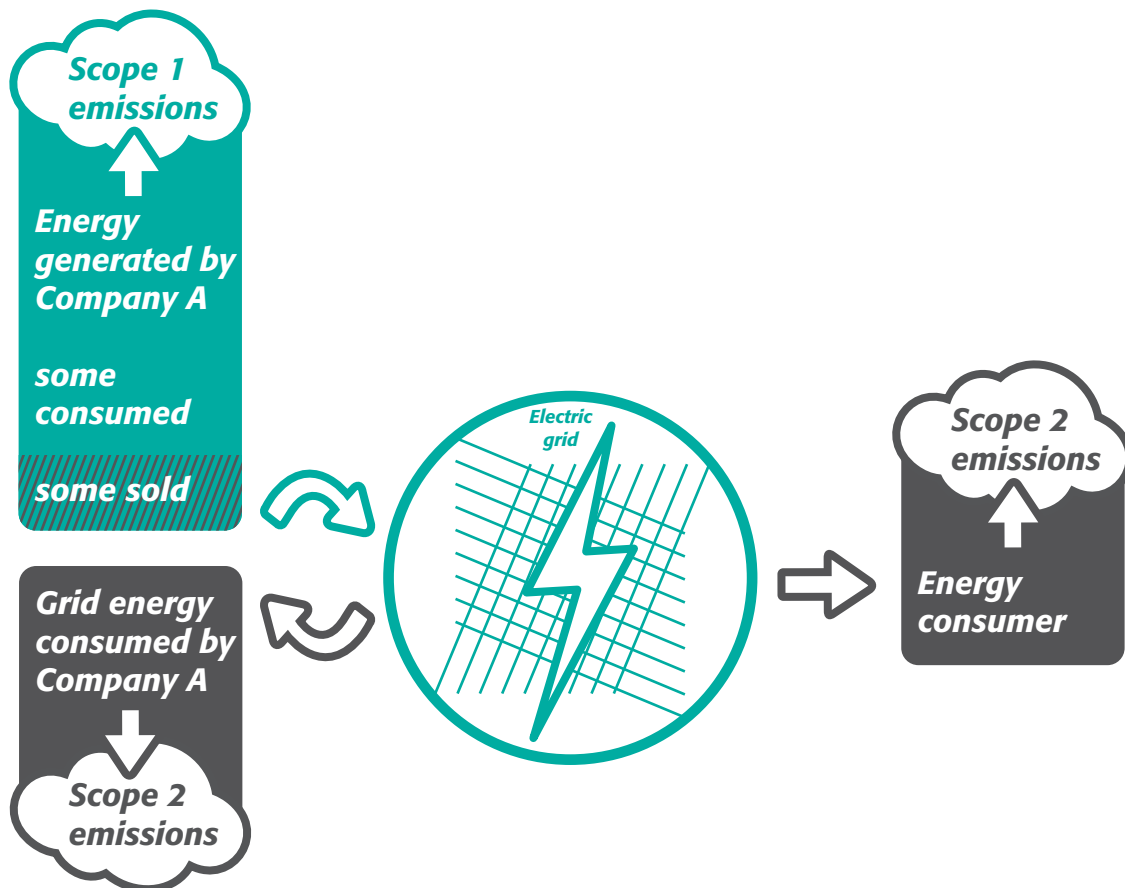 Scope 1
emissions
Energy
generated by
Company A
some
consumed
some sold
Grid energy
consumed by
Company A
Scope 2
emissions
Electric
grid
Scope 2
emissions
Energy
consumer